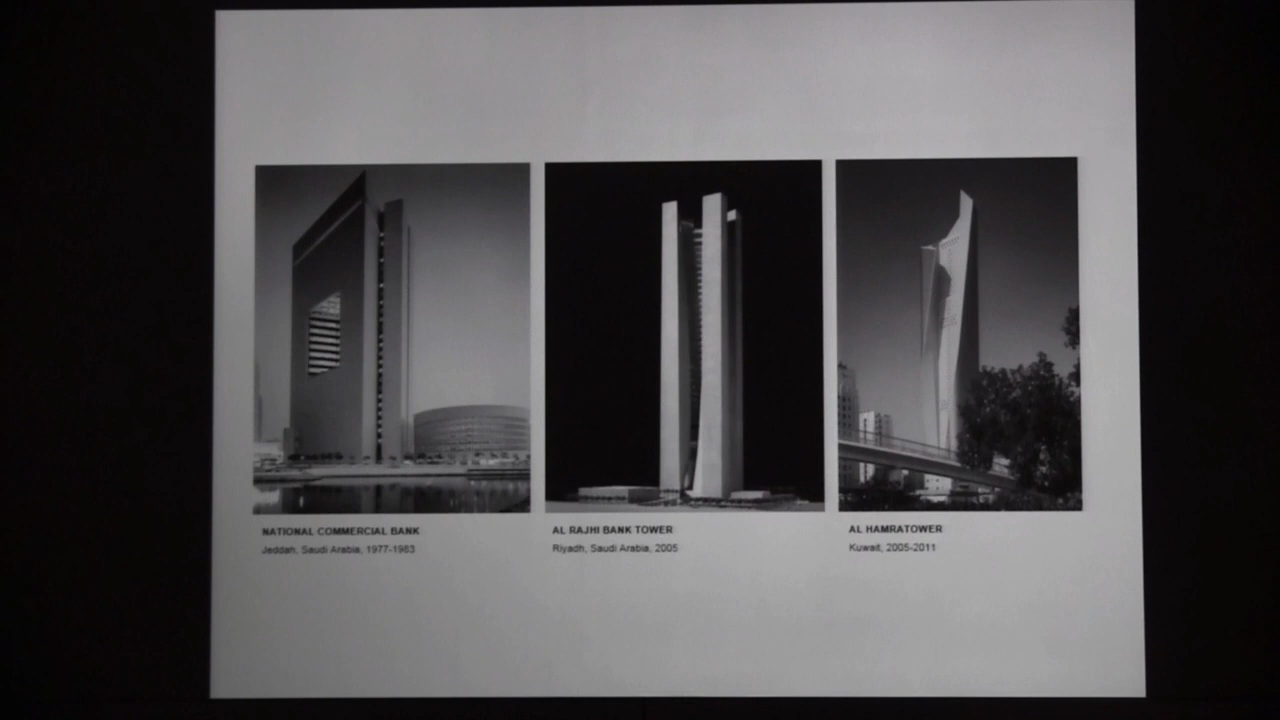 NATIONAL COMMERCIAL BANK
Jeddah, Saudi Arabia, 1977-1983
AL RAJHI BANK TOWER
Riyadh, Saudi Arabia, 2005
AL HAMRATOWER
Kuwait, 2005-2011